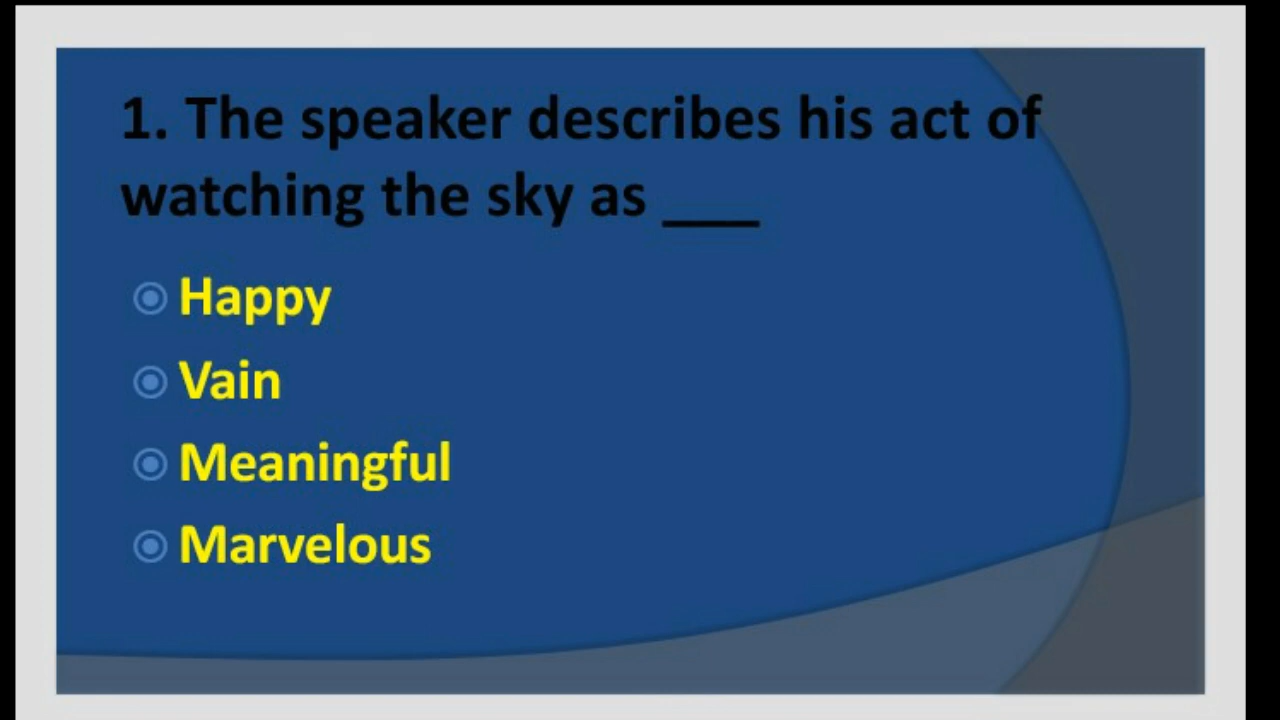 1. The speaker describes his act of
watching the sky as ___
Happy
Vain
Meaningful
Marvelous